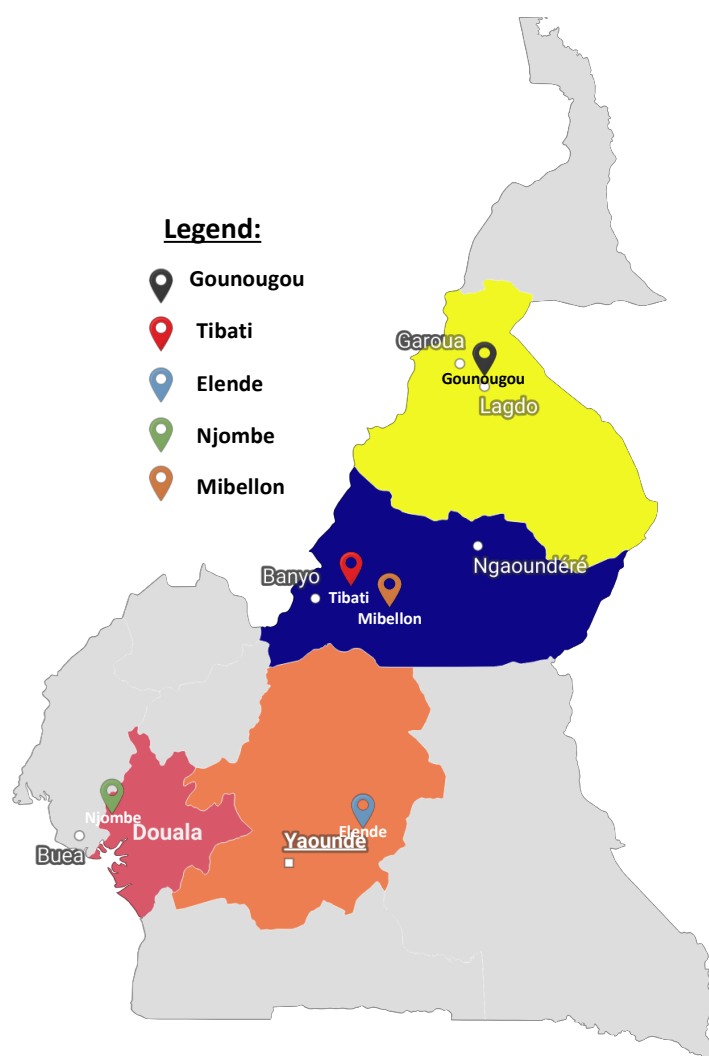 Legend:
Gounougou
Tibati
Elende
Njombe
Mibellon
Garoua
Gounougou
Lagdo
Ngaoundéré
Banyo
Tibati
Mibellon
Njombe
Douala
Elende
Yaounde
Buea